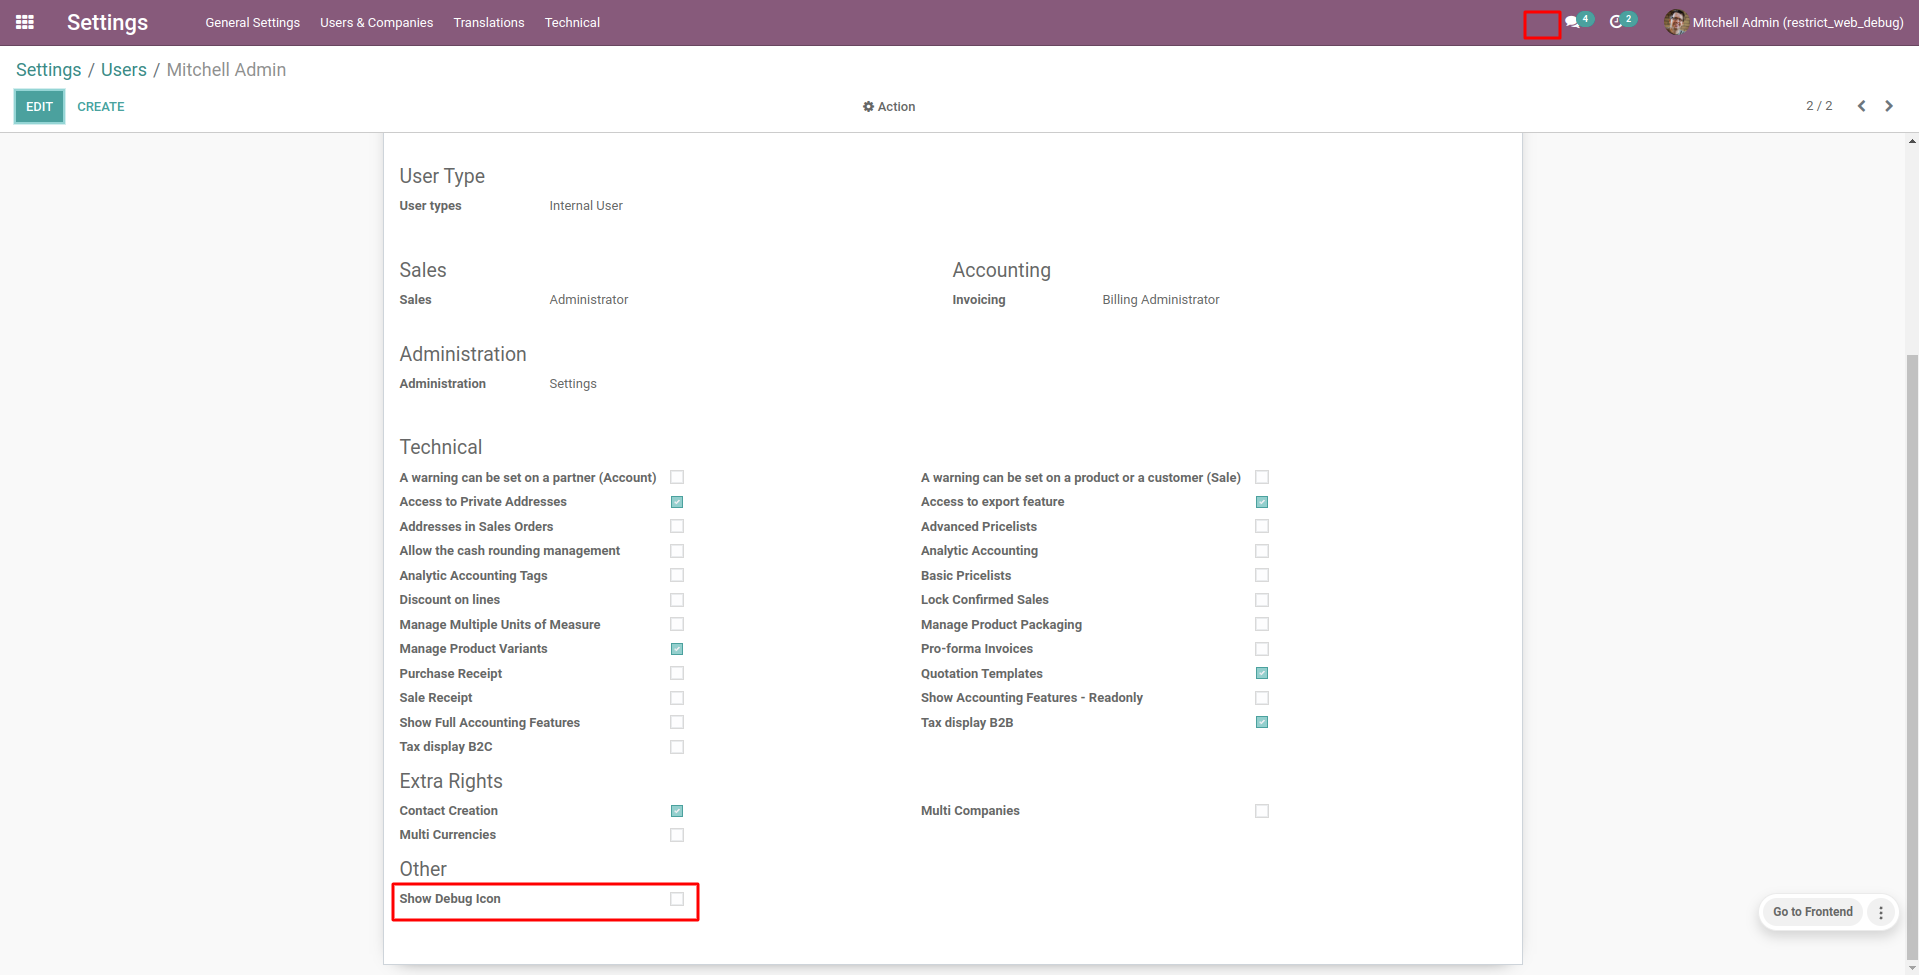 Settings General Settings Users & Companies Translations Technical 4 2 Mitchell Admin (restrict_web_debug)
Settings / Users / Mitchell Admin
EDIT CREATE Action 2 / 2
User Type
User types Internal User
Sales Accounting
Sales Administrator Invoicing Billing Administrator
Administration
Administration Settings
Technical
A warning can be set on a partner (Account) A warning can be set on a product or a customer (Sale)
Access to Private Addresses Access to export feature
Addresses in Sales Orders Advanced Pricelists
Allow the cash rounding management Analytic Accounting
Analytic Accounting Tags Basic Pricelists
Discount on lines Lock Confirmed Sales
Manage Multiple Units of Measure Manage Product Packaging
Manage Product Variants Pro-forma Invoices
Purchase Receipt Quotation Templates
Sale Receipt Show Accounting Features - Readonly
Show Full Accounting Features Tax display B2B
Tax display B2C
Extra Rights
Contact Creation Multi Companies
Multi Currencies
Other
Show Debug Icon
Go to Frontend